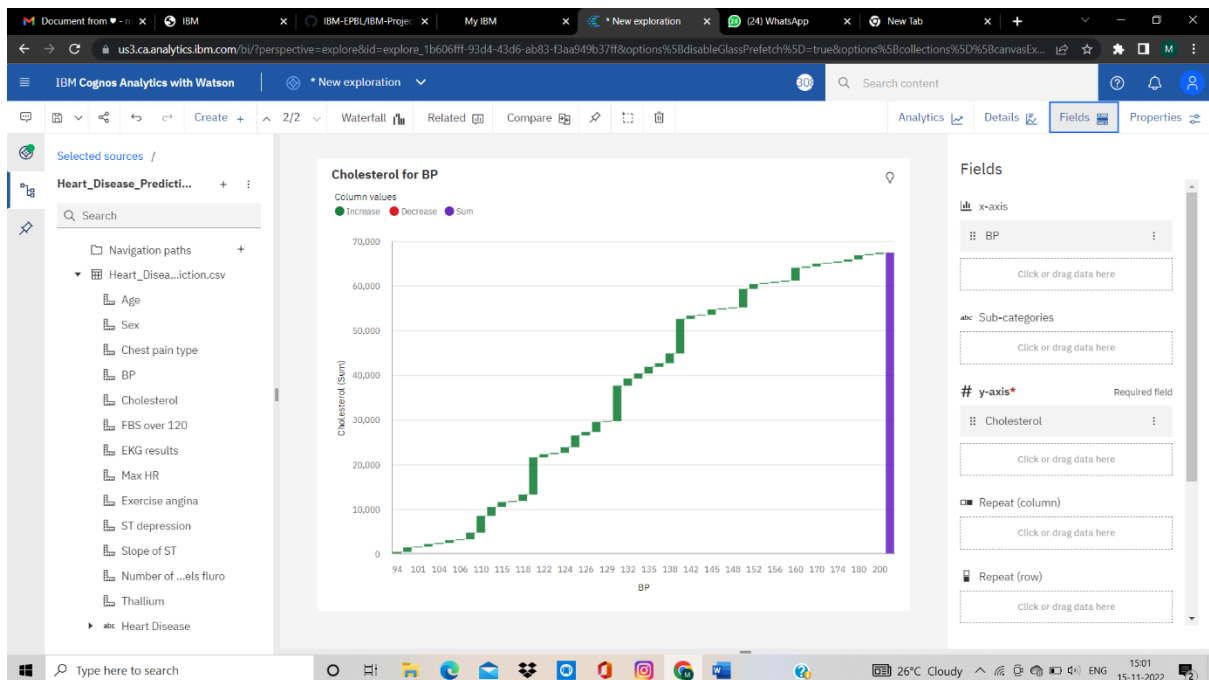 Document from ♥ - m
IBM
IBM-EPBL/IBM-Projec
My IBM
* New exploration
(24) WhatsApp
New Tab
us3.ca.analytics.ibm.com/bi/?perspective=explore&id=explore_1b606fff-93d4-43d6-ab83-f3aa949b37ff&options%5BdisableGlassPrefetch%5D=true&options%5Bcollections%5D%5BcanvasEx...
M
IBM Cognos Analytics with Watson
* New exploration
Search content
Create +
2/2
Waterfall
Related
Compare
Analytics
Details
Fields
Properties
Selected sources /
Heart_Disease_Predicti...
Search
Navigation paths
Heart_Disea...iction.csv
Age
Sex
Chest pain type
BP
Cholesterol
FBS over 120
EKG results
Max HR
Exercise angina
ST depression
Slope of ST
Number of ...els fluro
Thallium
abc Heart Disease
Cholesterol for BP
Column values
Increase Decrease Sum
Cholesterol (Sum)
70,000
60,000
50,000
40,000
30,000
20,000
10,000
0
94 101 104 106 110 115 118 122 124 126 129 132 135 138 142 145 148 152 156 160 170 174 180 200
BP
Fields
x-axis
BP
Click or drag data here
abc Sub-categories
Click or drag data here
# y-axis* Required field
Cholesterol
Click or drag data here
Repeat (column)
Click or drag data here
Repeat (row)
Click or drag data here
Type here to search
26°C Cloudy
ENG
15:01
15-11-2022
2